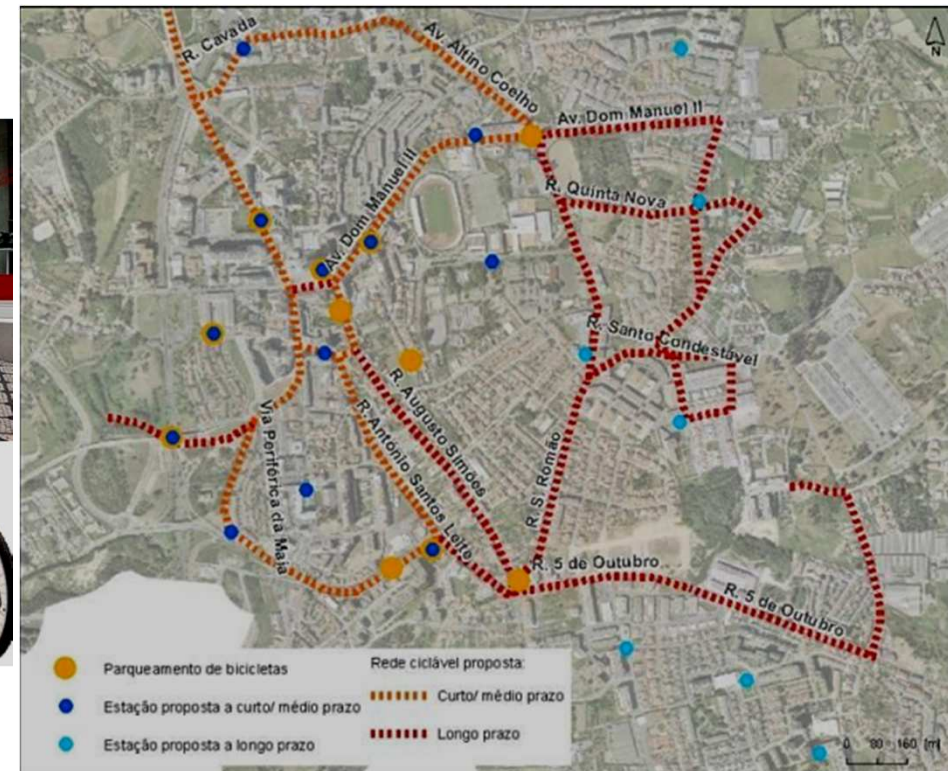 R. Cavada
Av Altino Coelho
N
Av. Dom Manuel II
Av. Dom Manuel II
R. Quinta Nova
R. Santo Condestável
R. Augusto Simões
R. António Santos Leite
Via Periférica da Maia
R. S. Romão
R. 5 de Outubro
R. 5 de Outubro
Parqueamento de bicicletas
Estação proposta a curto/ médio prazo
Estação proposta a longo prazo
Rede ciclável proposta:
Curto/ médio prazo
Longo prazo
0 80 160 [m]